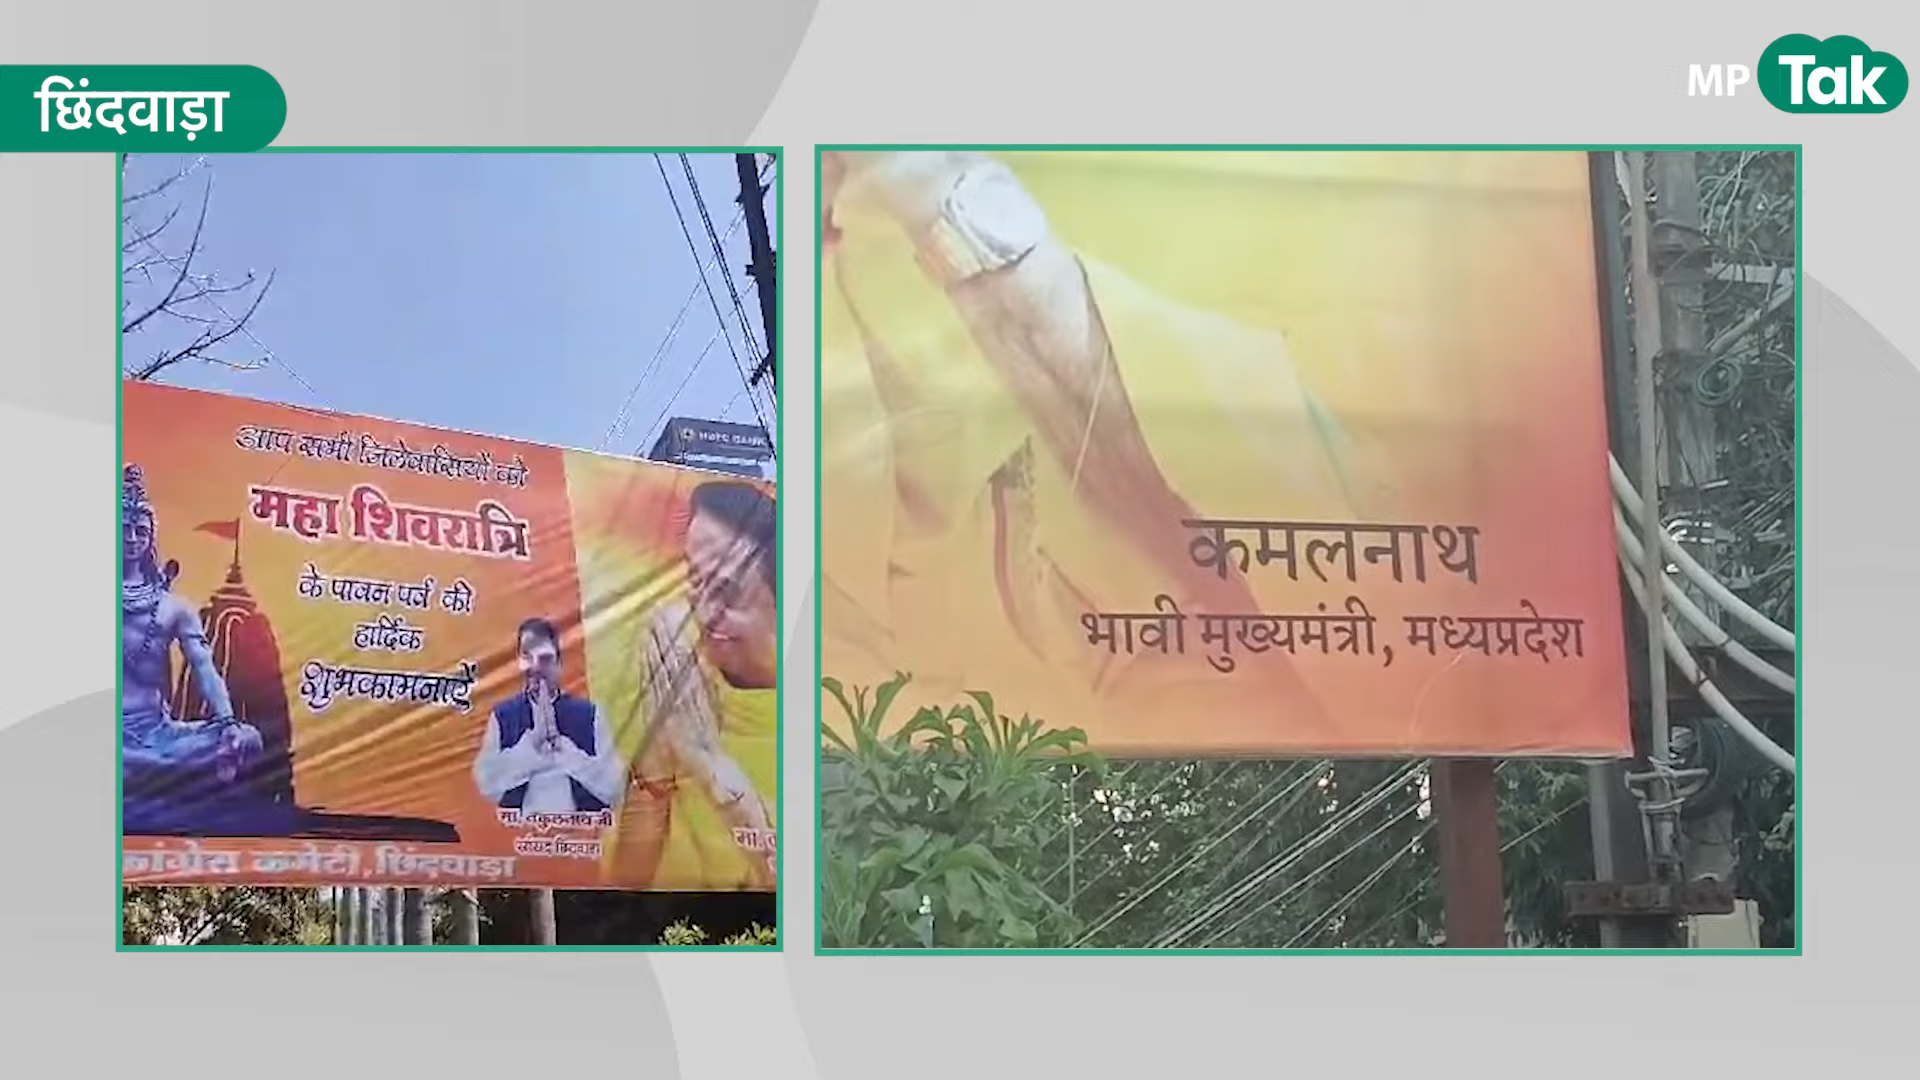 छिंदवाड़ा
MP Tak
HDFC BANK
आप सभी जिलेवासियों को
महा शिवरात्रि
के पावन पर्व की
हार्दिक
शुभकामनाऐं
मा. नकुलनाथ जी
सांसद छिंदवाड़ा
मा.
कांग्रेस कमेटी, छिंदवाड़ा
कमलनाथ
भावी मुख्यमंत्री, मध्यप्रदेश